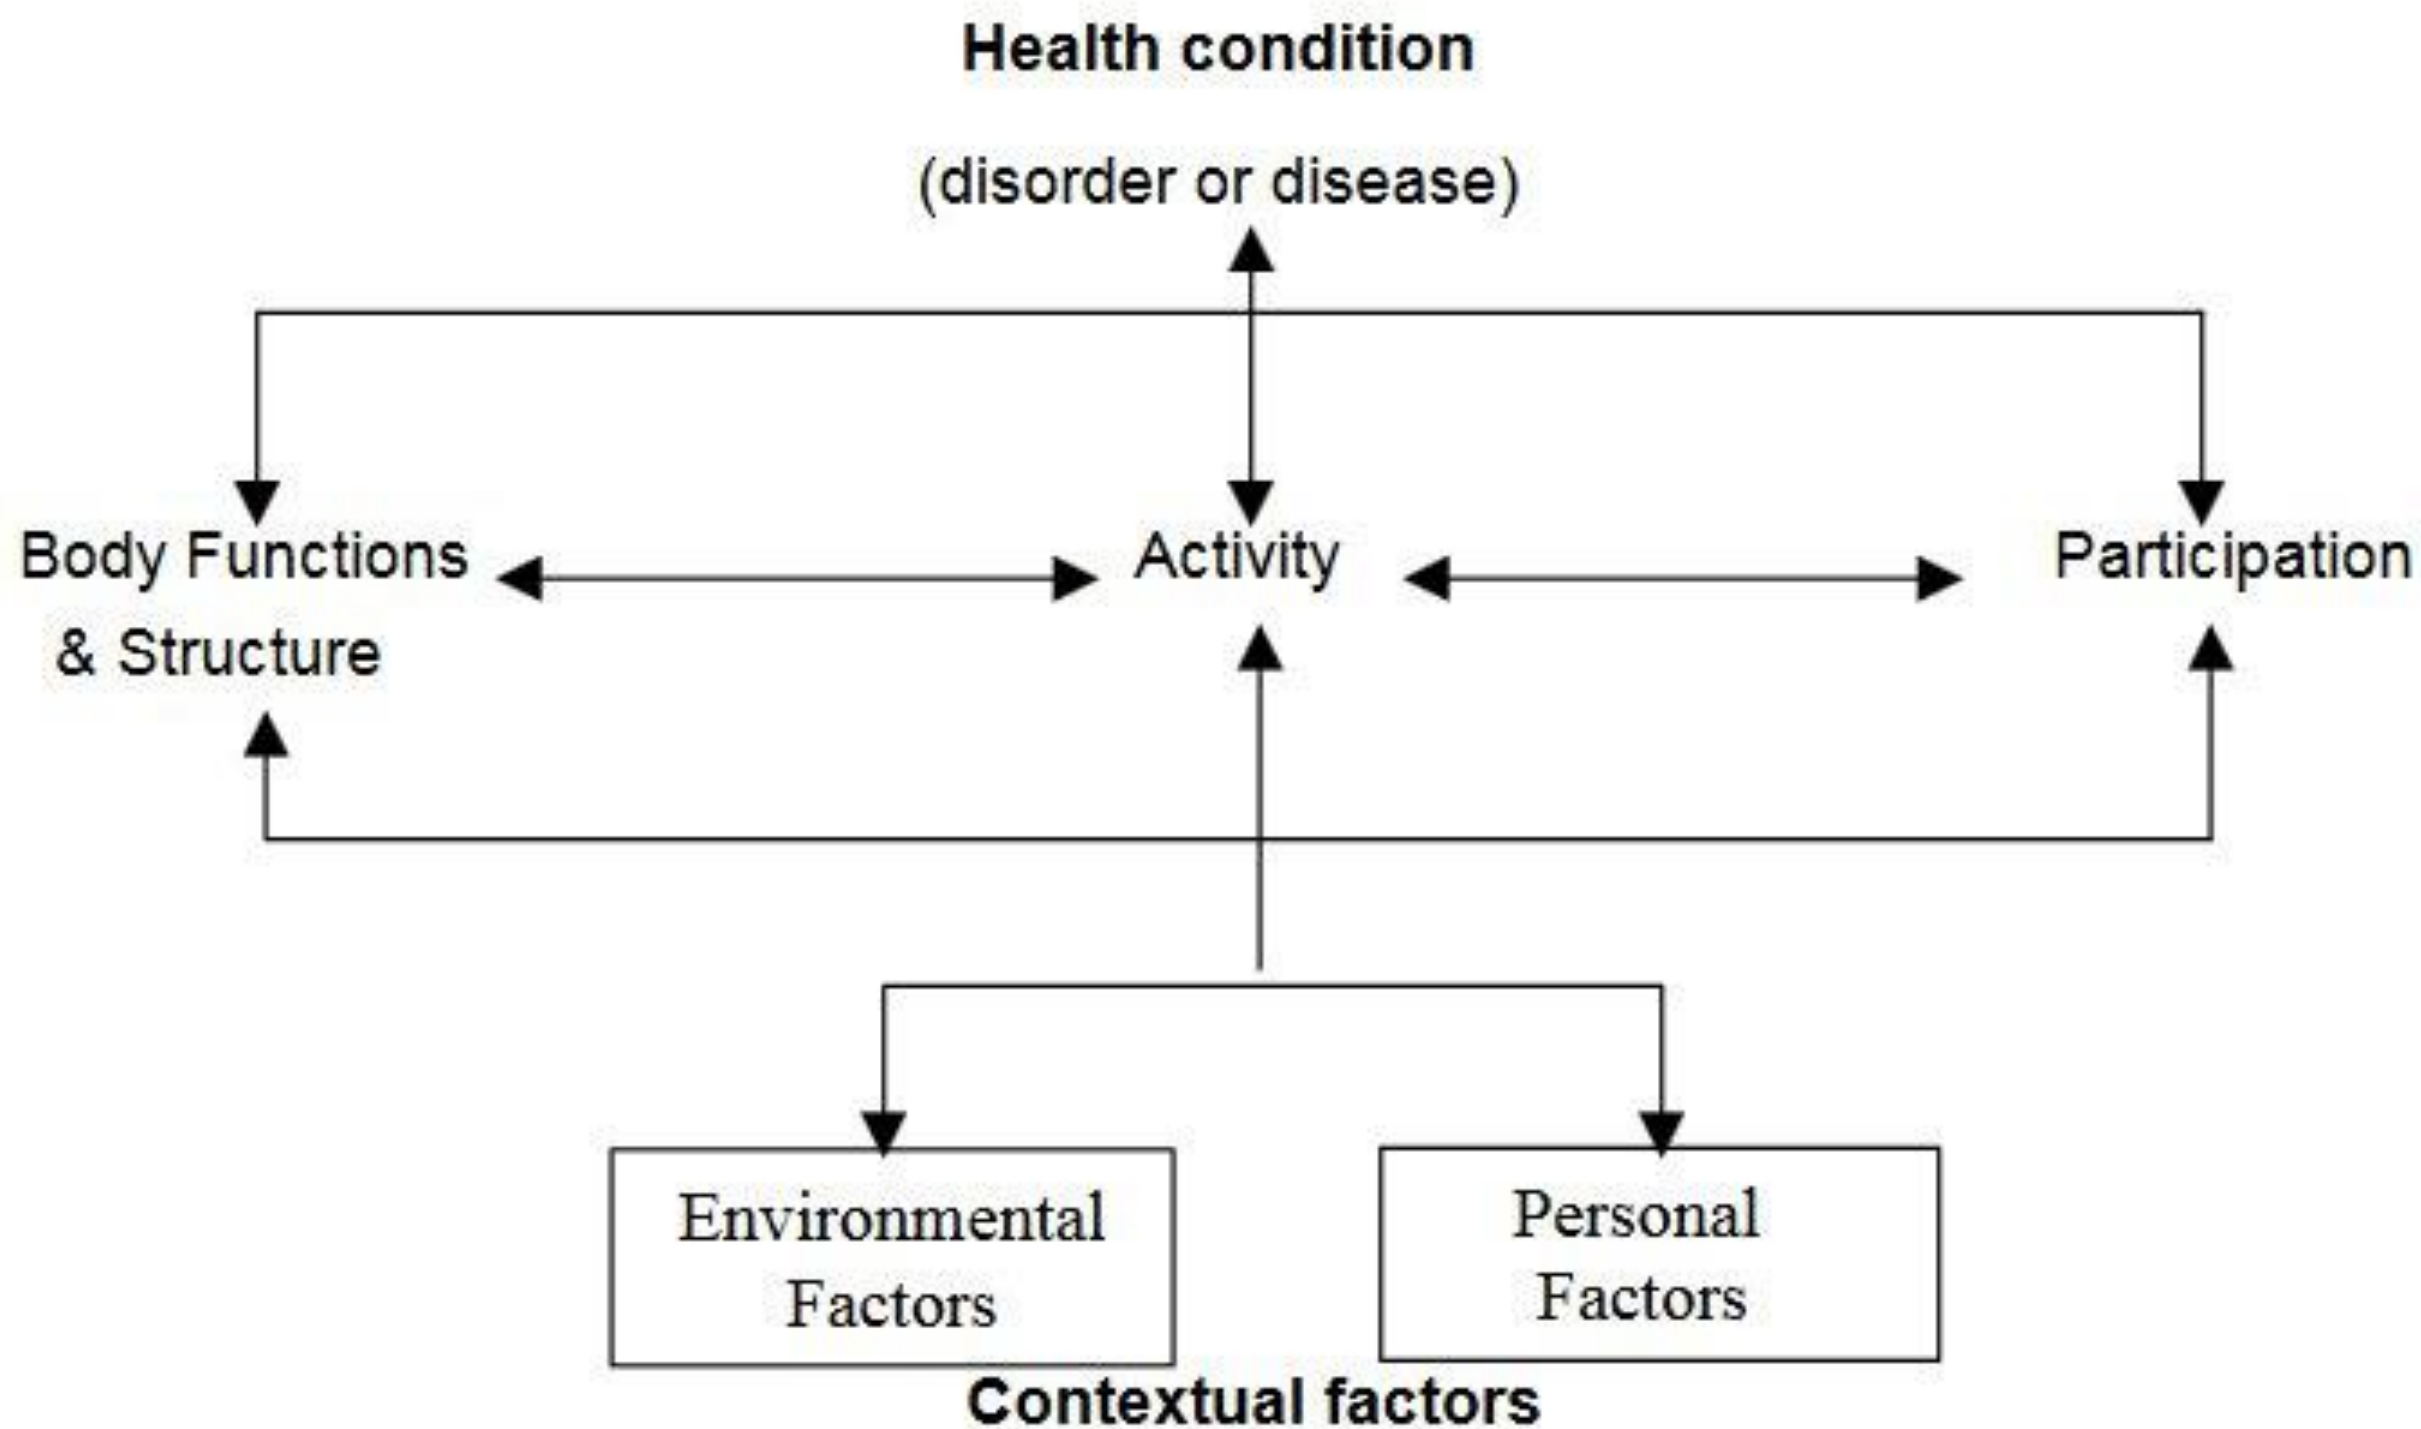 Health condition
(disorder or disease)
Body Functions
& Structure
Activity
Participation
Environmental
Factors
Personal
Factors
Contextual factors